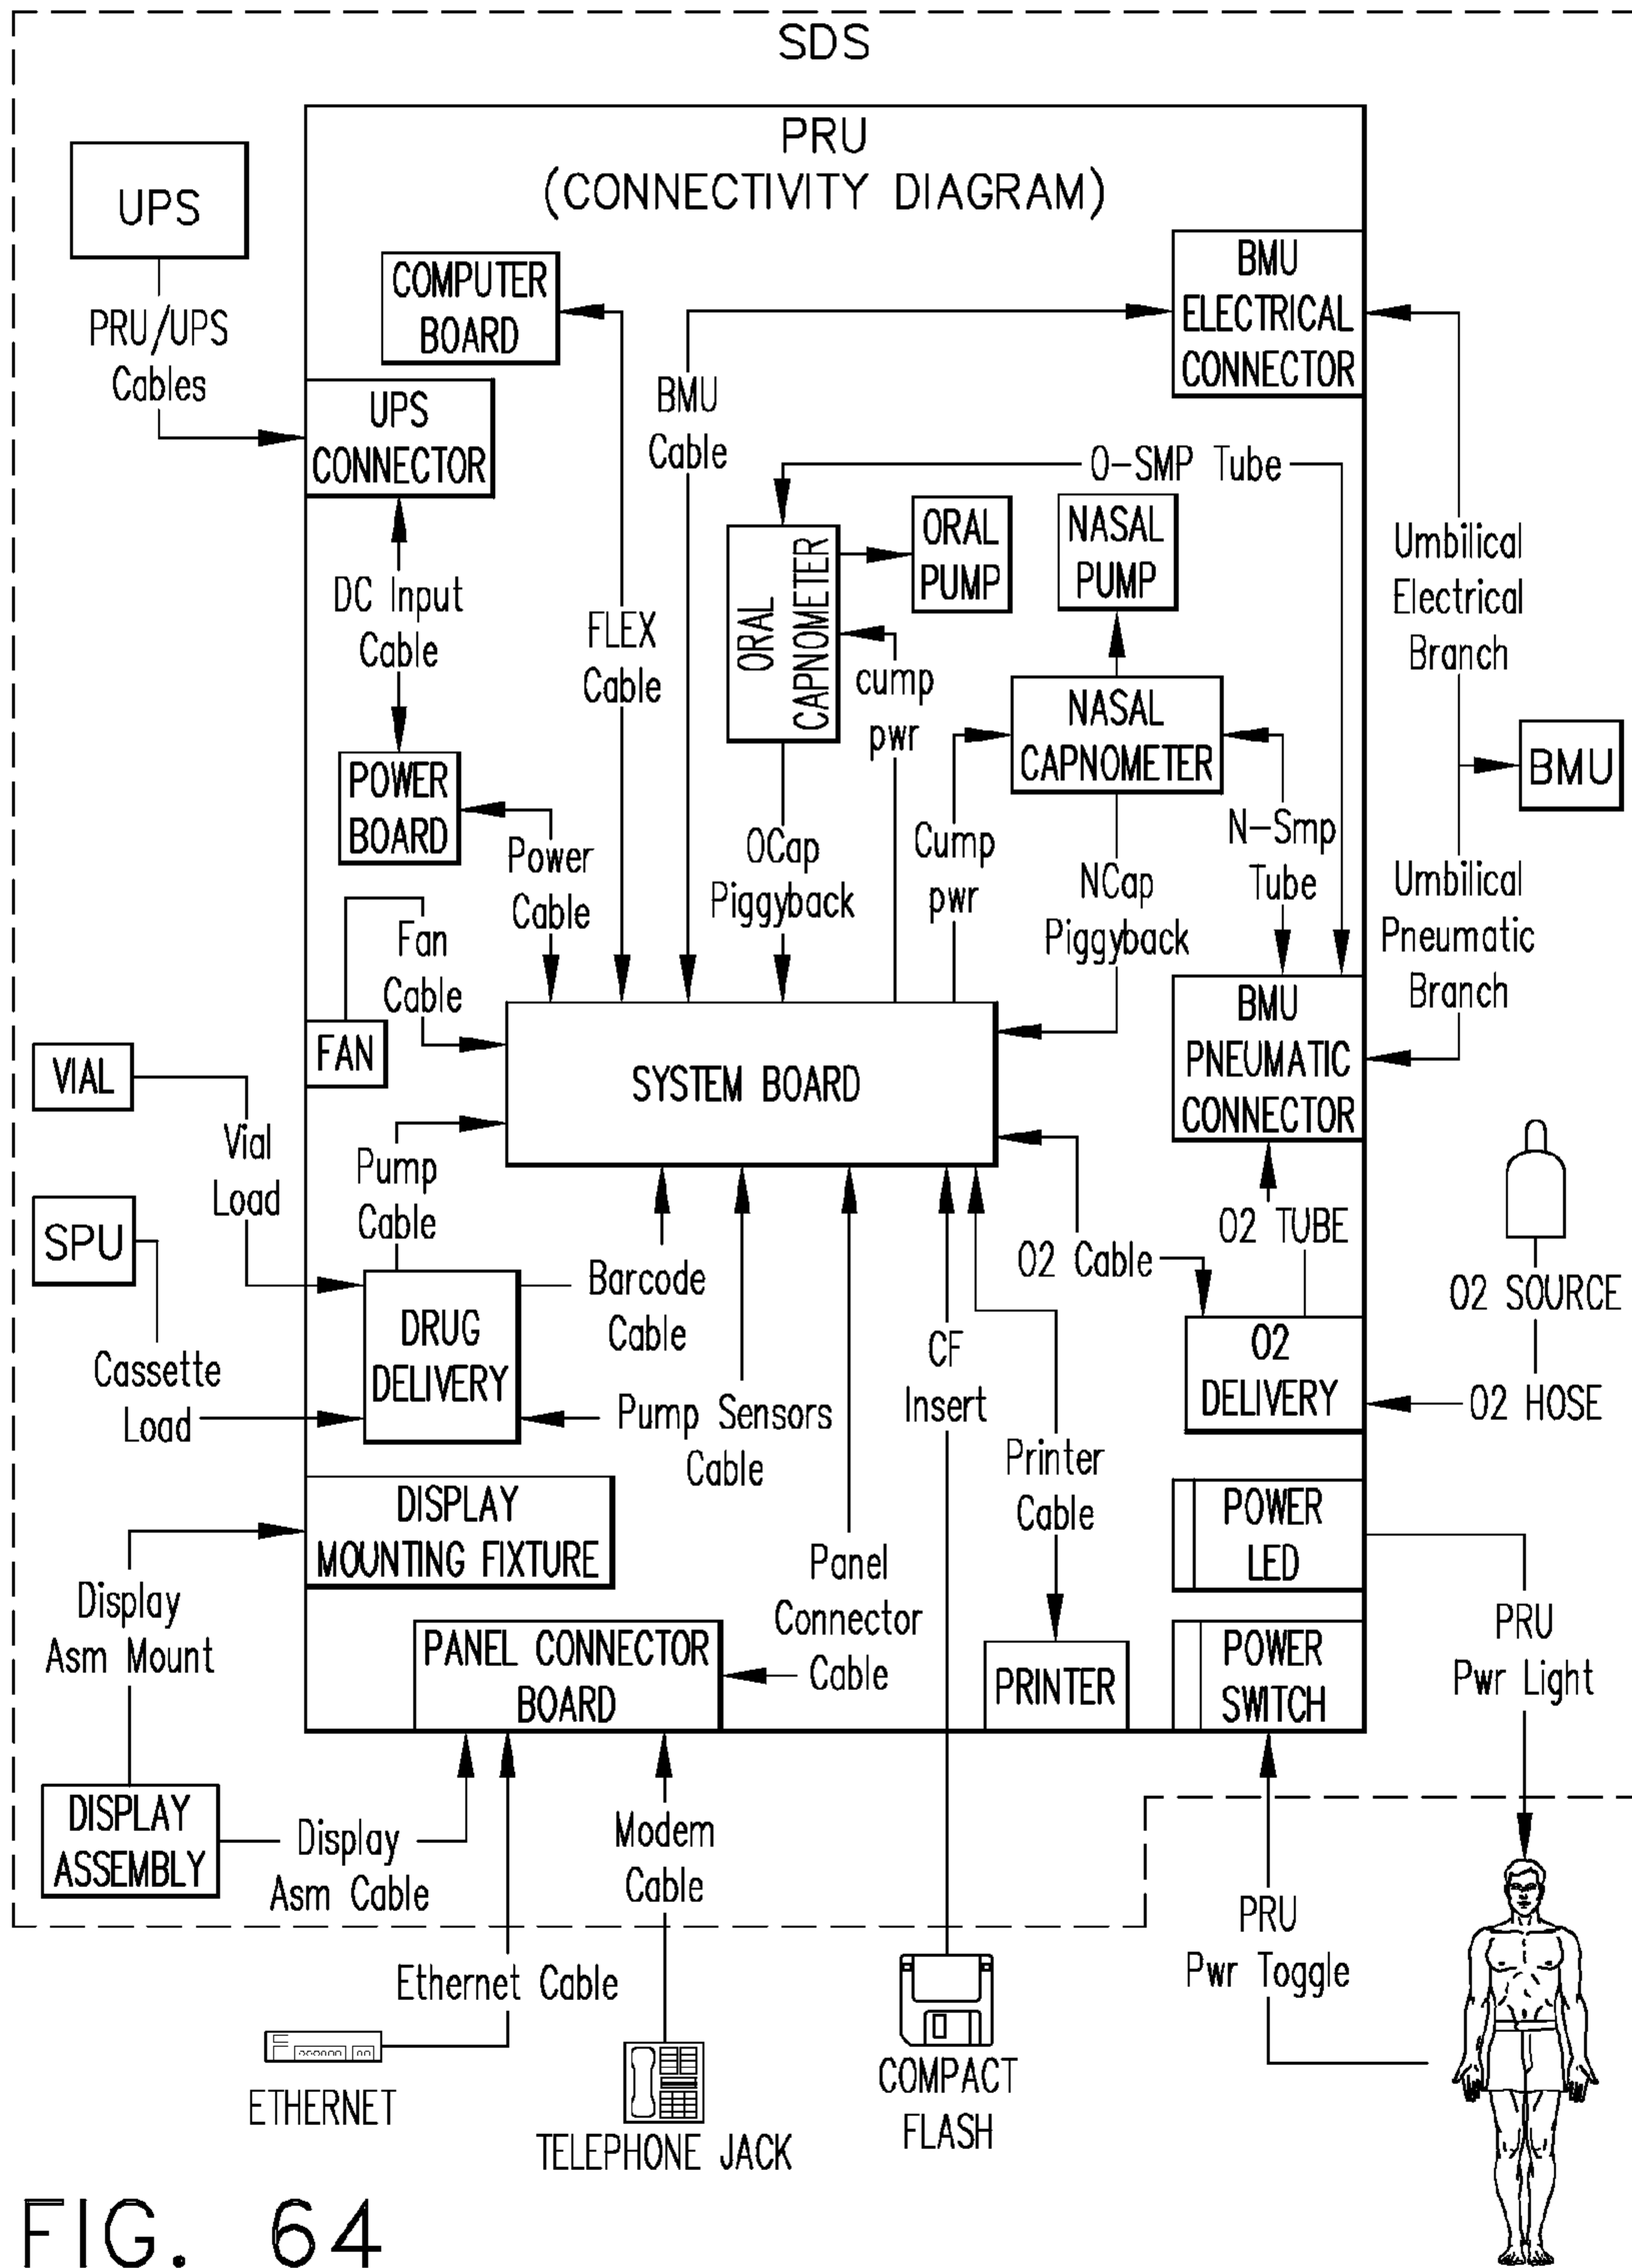 SDS
PRU
(CONNECTIVITY DIAGRAM)
UPS
PRU/UPS
Cables
COMPUTER
BOARD
BMU
ELECTRICAL
CONNECTOR
UPS
CONNECTOR
BMU
Cable
O-SMP Tube
ORAL
PUMP
NASAL
PUMP
ORAL
CAPNOMETER
Umbilical
Electrical
Branch
DC Input
Cable
FLEX
Cable
cump
pwr
NASAL
CAPNOMETER
BMU
POWER
BOARD
Power
Cable
OCap
Piggyback
Cump
pwr
NCap
Piggyback
N-Smp
Tube
Umbilical
Pneumatic
Branch
Fan
Cable
FAN
SYSTEM BOARD
BMU
PNEUMATIC
CONNECTOR
VIAL
Vial
Load
Pump
Cable
SPU
Cassette
Load
DRUG
DELIVERY
Barcode
Cable
Pump Sensors
Cable
O2 Cable
O2 TUBE
O2 SOURCE
O2
DELIVERY
O2 HOSE
CF
Insert
Printer
Cable
DISPLAY
MOUNTING FIXTURE
POWER
LED
Display
Asm Mount
Panel
Connector
Cable
PANEL CONNECTOR
BOARD
PRINTER
POWER
SWITCH
PRU
Pwr Light
DISPLAY
ASSEMBLY
Display
Asm Cable
Modem
Cable
PRU
Pwr Toggle
Ethernet Cable
ETHERNET
TELEPHONE JACK
COMPACT
FLASH
FIG. 64